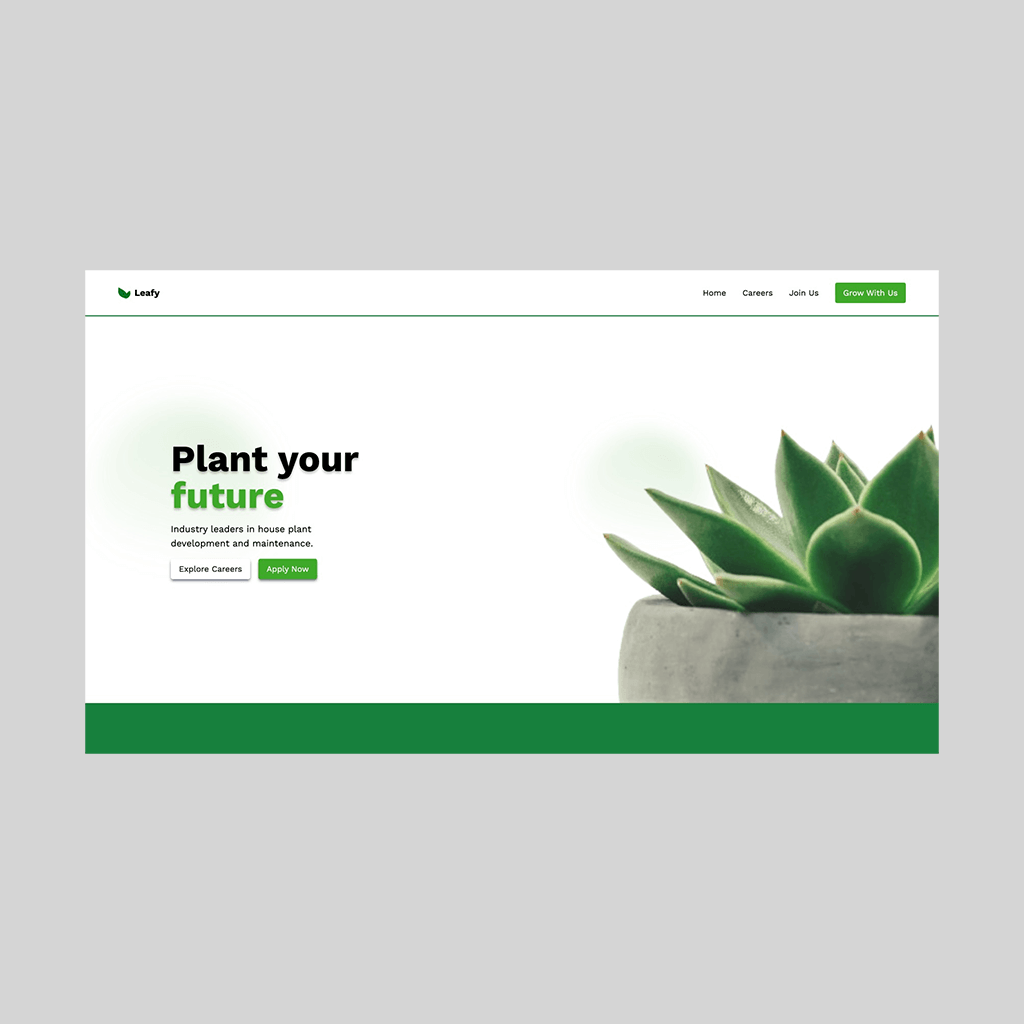 Leafy
Home
Careers
Join Us
Grow With Us
Plant your
future
Industry leaders in house plant
development and maintenance.
Explore Careers
Apply Now